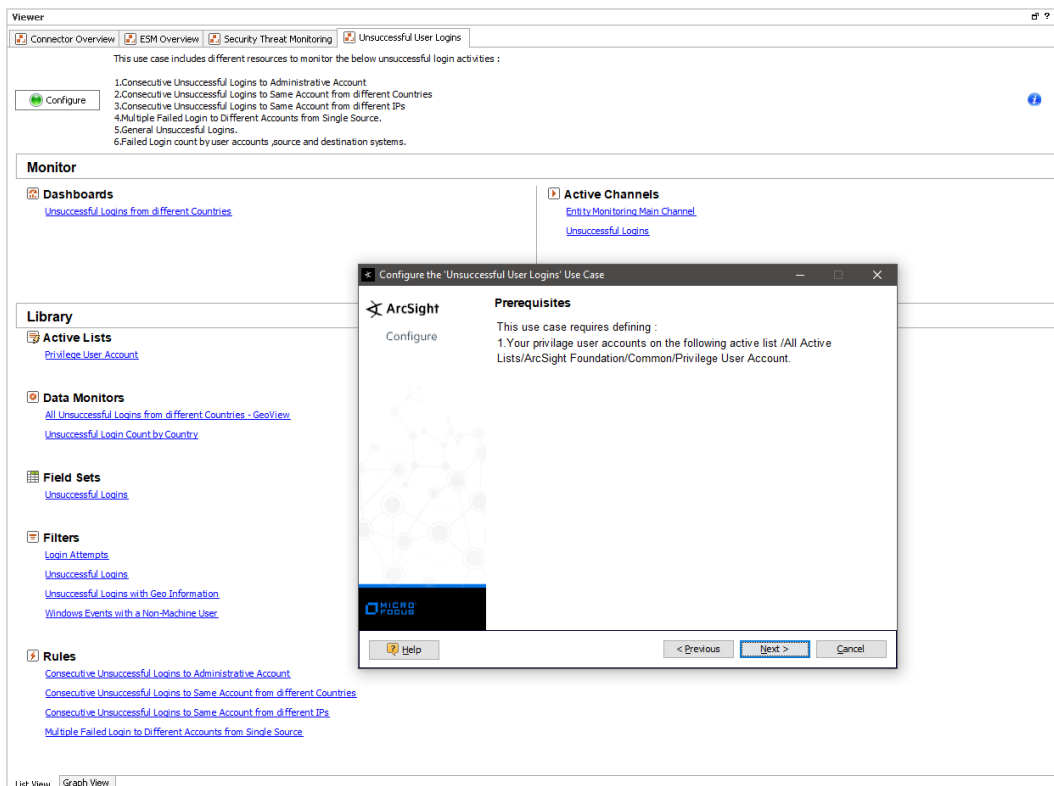 Viewer
Connector Overview ESM Overview Security Threat Monitoring Unsuccessful User Logins
This use case includes different resources to monitor the below unsuccessful login activities :
1.Consecutive Unsuccessful Logins to Administrative Account
2.Consecutive Unsuccessful Logins to Same Account from different Countries
Configure
3.Consecutive Unsuccessful Logins to Same Account from different IPs
4.Multiple Failed Login to Different Accounts from Single Source.
5.General Unsuccesful Logins.
6.Failed Login count by user accounts ,source and destination systems.
Monitor
Dashboards
Unsuccessful Logins from different Countries
Active Channels
Entity Monitoring Main Channel
Unsuccessful Logins
Library
Active Lists
Privilege User Account
Data Monitors
All Unsuccessful Logins from different Countries - GeoView
Unsuccessful Login Count by Country
Field Sets
Unsuccessful Logins
Filters
Login Attempts
Unsuccessful Logins
Unsuccessful Logins with Geo Information
Windows Events with a Non-Machine User
Rules
Consecutive Unsuccessful Logins to Administrative Account
Consecutive Unsuccessful Logins to Same Account from different Countries
Consecutive Unsuccessful Logins to Same Account from different IPs
Multiple Failed Login to Different Accounts from Single Source
Configure the 'Unsuccessful User Logins' Use Case
ArcSight
Configure
Prerequisites
This use case requires defining :
1.Your privilage user accounts on the following active list /All Active
Lists/ArcSight Foundation/Common/Privilege User Account.
MICRO
FOCUS
Help
< Previous Next > Cancel
List View Graph View